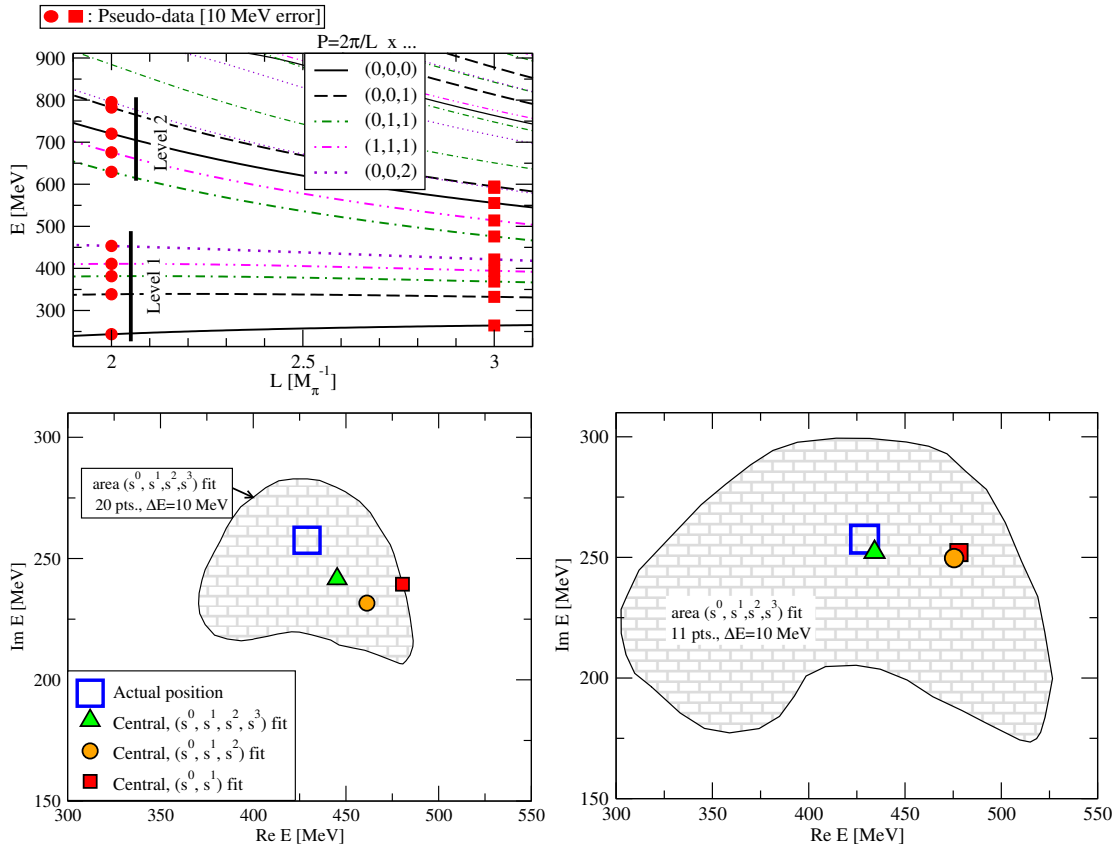 : Pseudo-data [10 MeV error]
P=2π/L x ...
(0,0,0)
(0,0,1)
(0,1,1)
(1,1,1)
(0,0,2)
Level 2
Level 1
900
800
700
600
500
400
300
E [MeV]
2
2.5
3
L [M_π^-1]
area (s^0, s^1,s^2,s^3) fit
20 pts., ΔE=10 MeV
Actual position
Central, (s^0, s^1, s^2, s^3) fit
Central, (s^0, s^1, s^2) fit
Central, (s^0, s^1) fit
300
250
200
150
Im E [MeV]
300
350
400
450
500
550
Re E [MeV]
area (s^0, s^1,s^2,s^3) fit
11 pts., ΔE=10 MeV
300
250
200
150
Im E [MeV]
300
350
400
450
500
550
Re E [MeV]